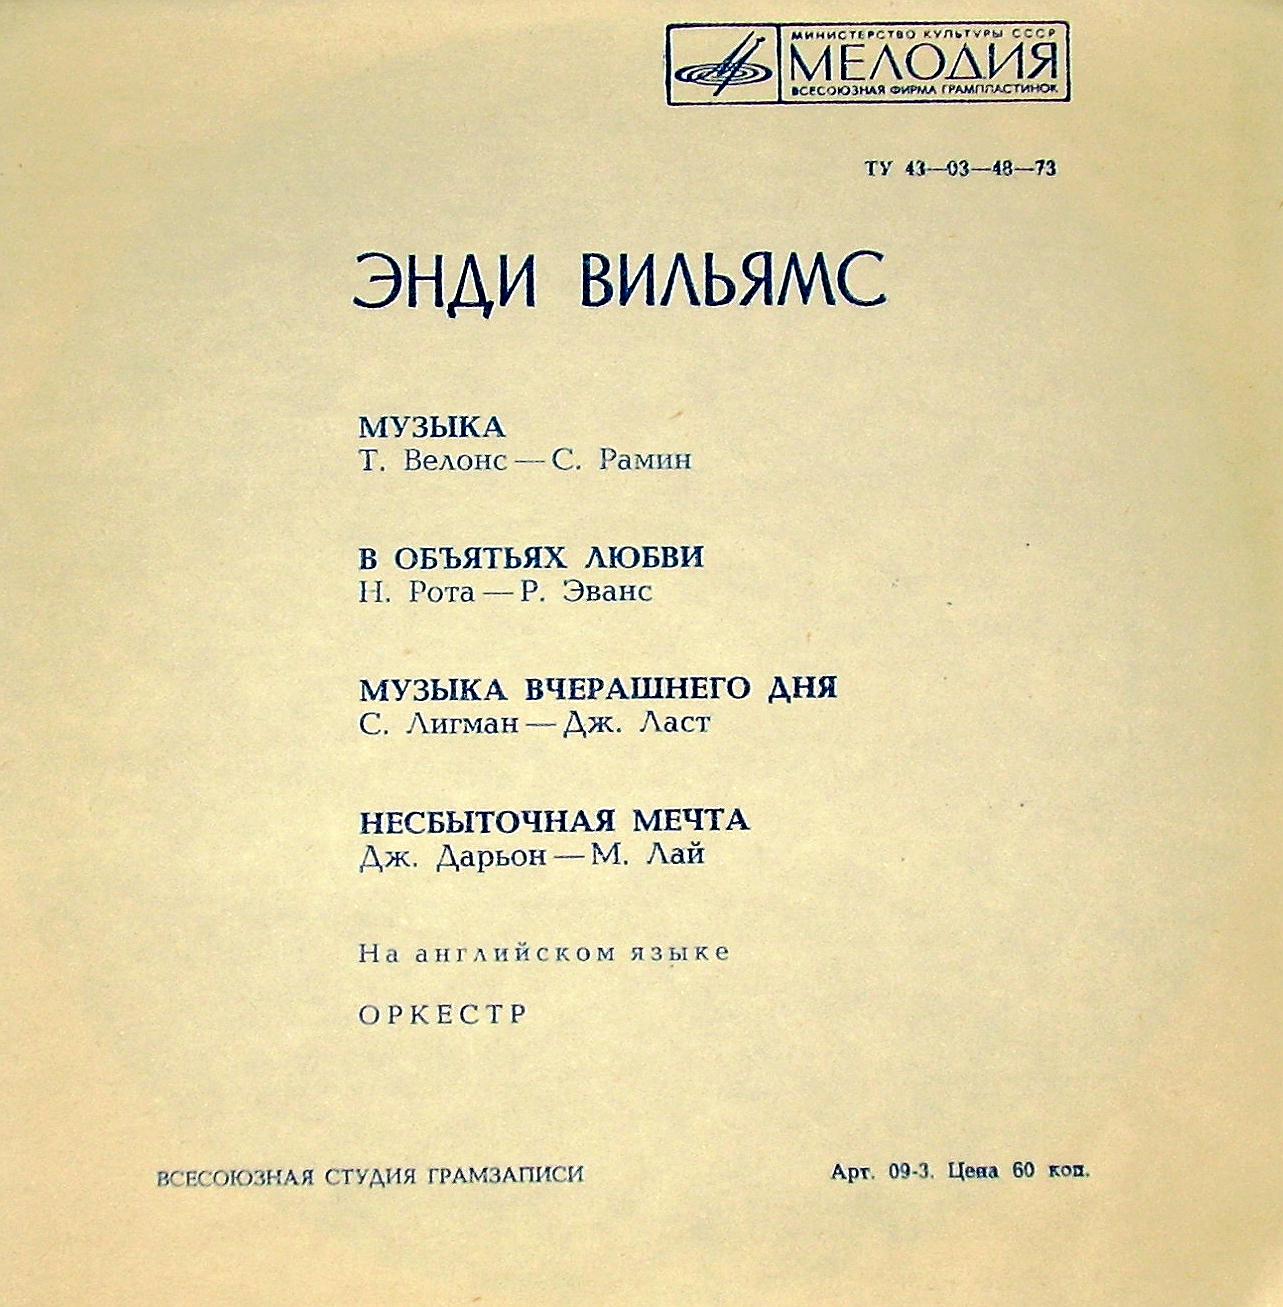 МИНИСТЕРСТВО КУЛЬТУРЫ СССР
МЕЛОДИЯ
ВСЕСОЮЗНАЯ ФИРМА ГРАМПЛАСТИНОК
ТУ 43—03—48—73
ЭНДИ ВИЛЬЯМС
МУЗЫКА
Т. Велонс — С. Рамин
В ОБЪЯТЬЯХ ЛЮБВИ
Н. Рота — Р. Эванс
МУЗЫКА ВЧЕРАШНЕГО ДНЯ
С. Лигман — Дж. Ласт
НЕСБЫТОЧНАЯ МЕЧТА
Дж. Дарьон — М. Лай
На английском языке
ОРКЕСТР
ВСЕСОЮЗНАЯ СТУДИЯ ГРАМЗАПИСИ
Арт. 09-3. Цена 60 коп.